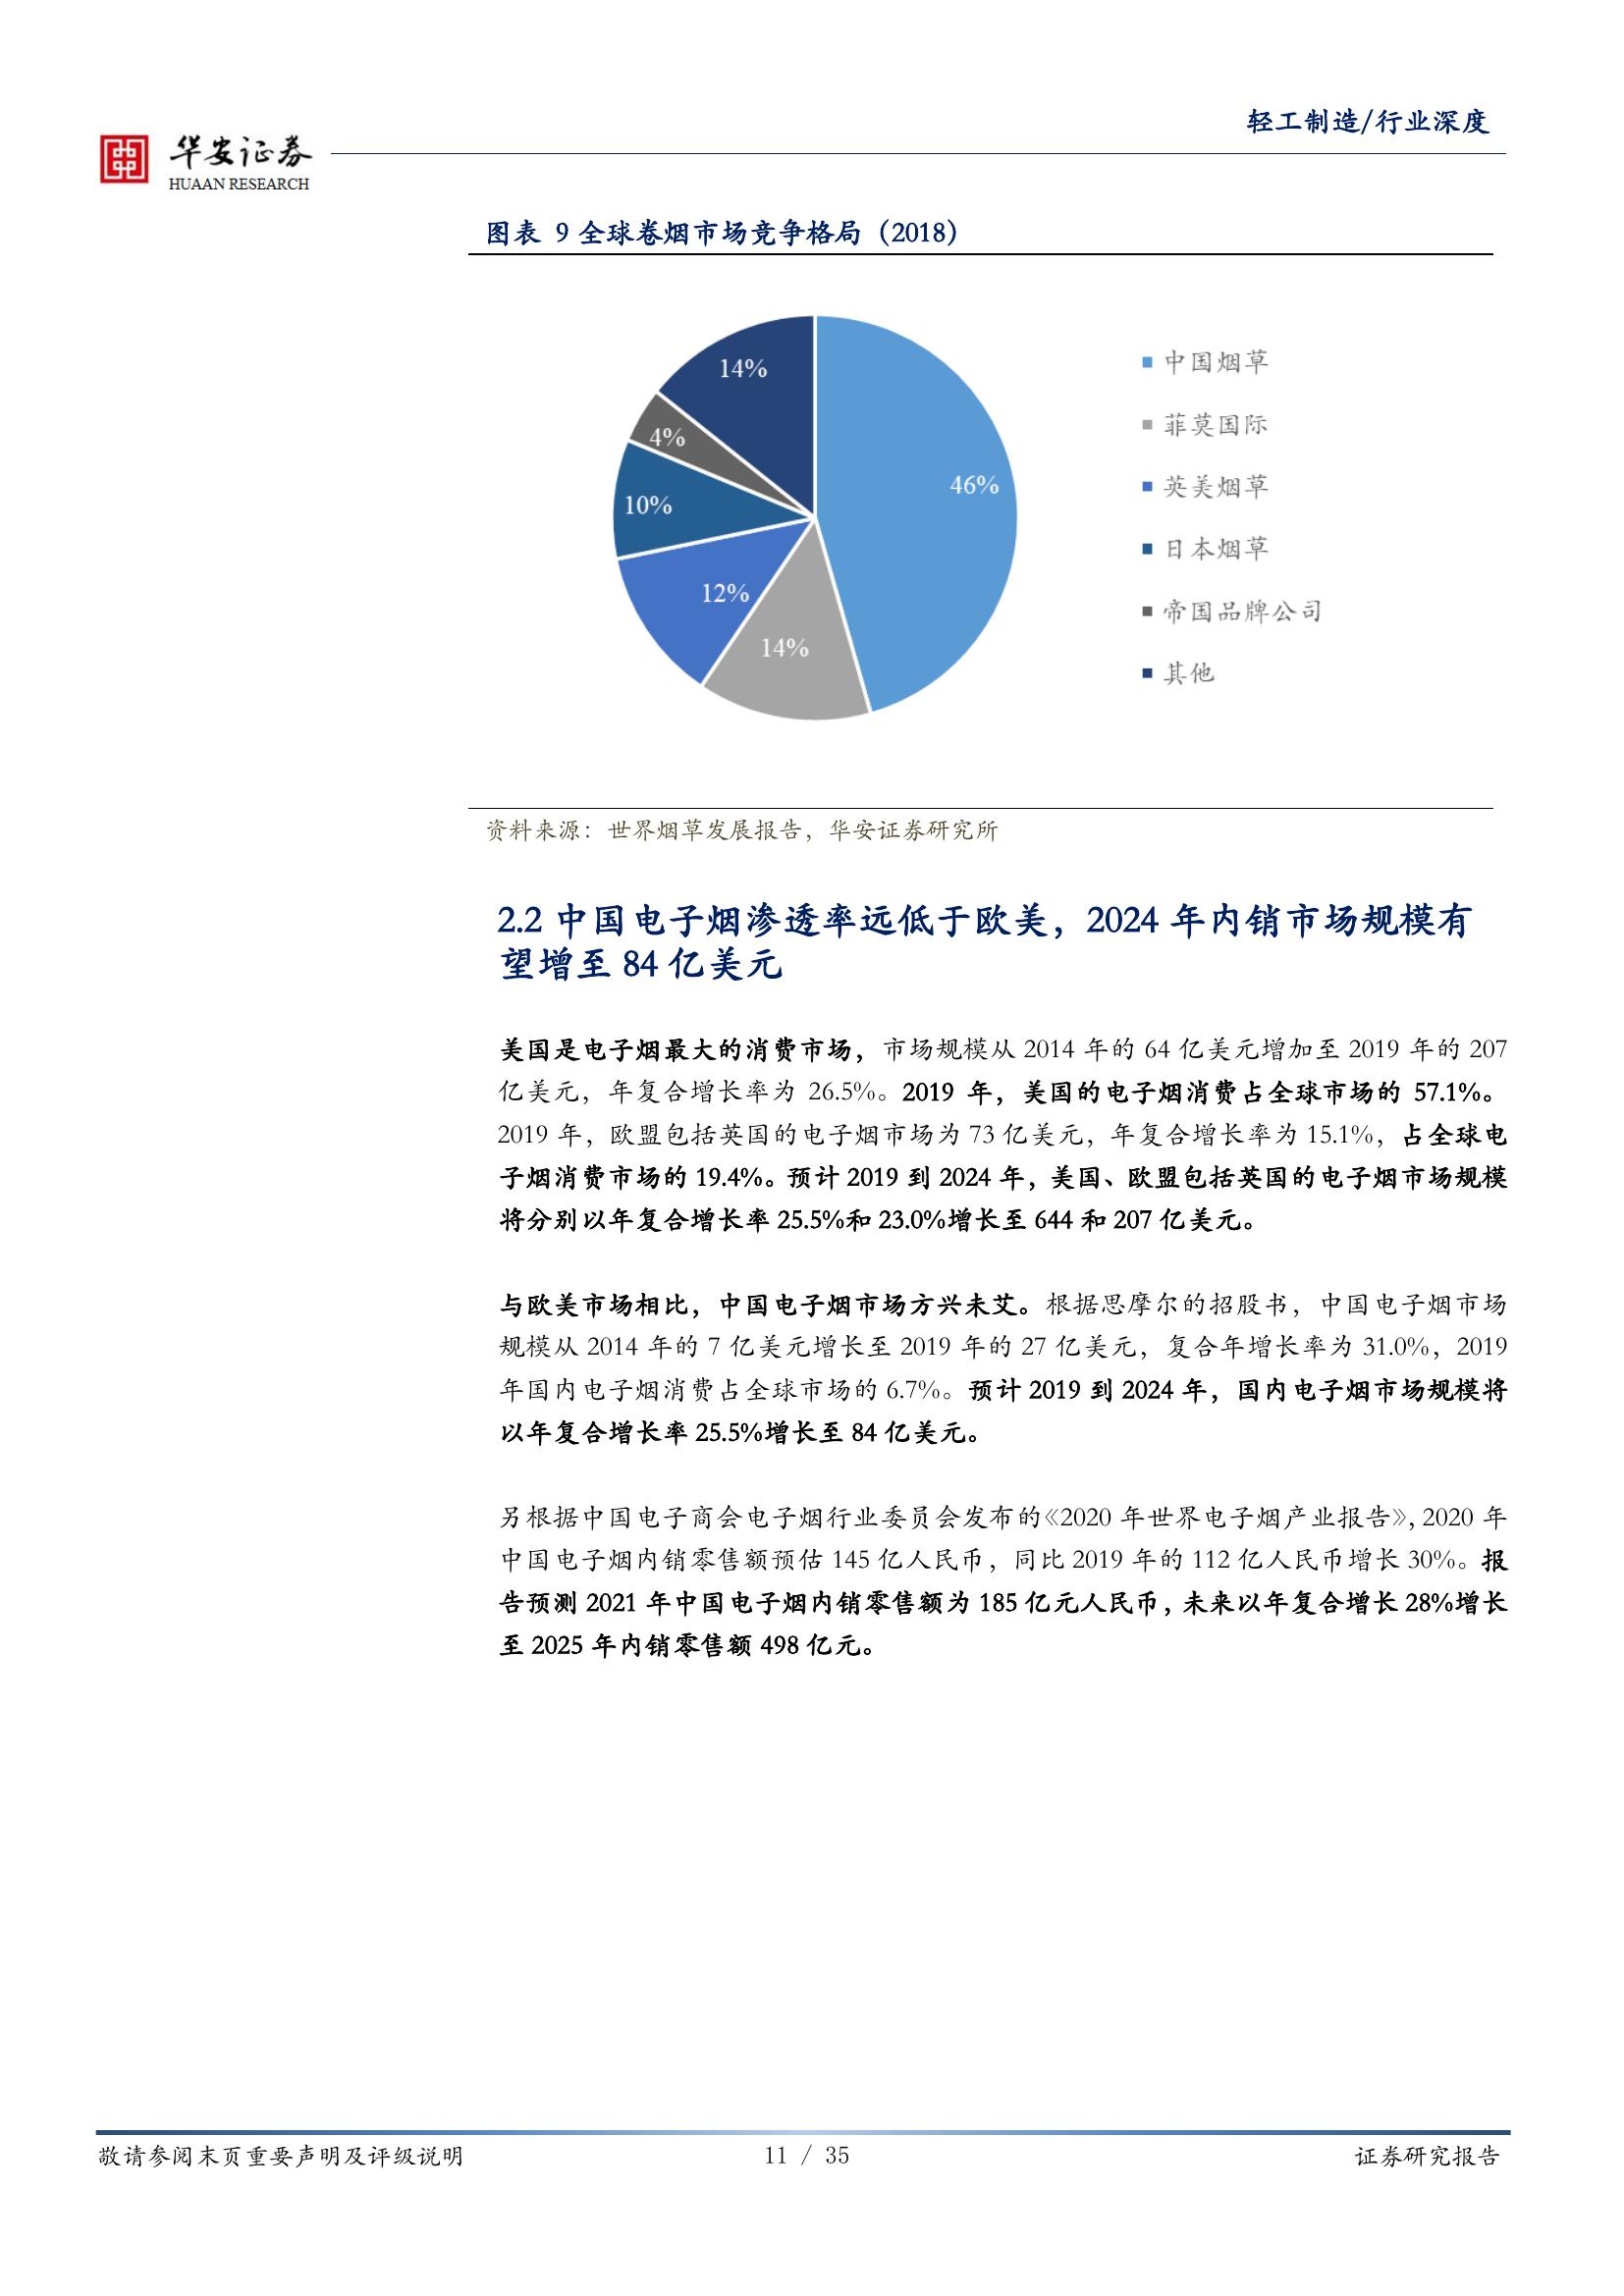 轻工制造/行业深度
华安证券
HUAAN RESEARCH
图表 9 全球卷烟市场竞争格局（2018）
14%
4%
46%
10%
12%
14%
中国烟草
菲莫国际
英美烟草
日本烟草
帝国品牌公司
其他
资料来源：世界烟草发展报告，华安证券研究所
2.2 中国电子烟渗透率远低于欧美，2024 年内销市场规模有
望增至 84 亿美元
美国是电子烟最大的消费市场，市场规模从 2014 年的 64 亿美元增加至 2019 年的 207
亿美元，年复合增长率为 26.5%。2019 年，美国的电子烟消费占全球市场的 57.1%。
2019 年，欧盟包括英国的电子烟市场为 73 亿美元，年复合增长率为 15.1%，占全球电
子烟消费市场的 19.4%。预计 2019 到 2024 年，美国、欧盟包括英国的电子烟市场规模
将分别以年复合增长率 25.5%和 23.0%增长至 644 和 207 亿美元。
与欧美市场相比，中国电子烟市场方兴未艾。根据思摩尔的招股书，中国电子烟市场
规模从 2014 年的 7 亿美元增长至 2019 年的 27 亿美元，复合年增长率为 31.0%，2019
年国内电子烟消费占全球市场的 6.7%。预计 2019 到 2024 年，国内电子烟市场规模将
以年复合增长率 25.5%增长至 84 亿美元。
另根据中国电子商会电子烟行业委员会发布的《2020 年世界电子烟产业报告》，2020 年
中国电子烟内销零售额预估 145 亿人民币，同比 2019 年的 112 亿人民币增长 30%。报
告预测 2021 年中国电子烟内销零售额为 185 亿元人民币，未来以年复合增长 28%增长
至 2025 年内销零售额 498 亿元。
敬请参阅末页重要声明及评级说明
11 / 35
证券研究报告